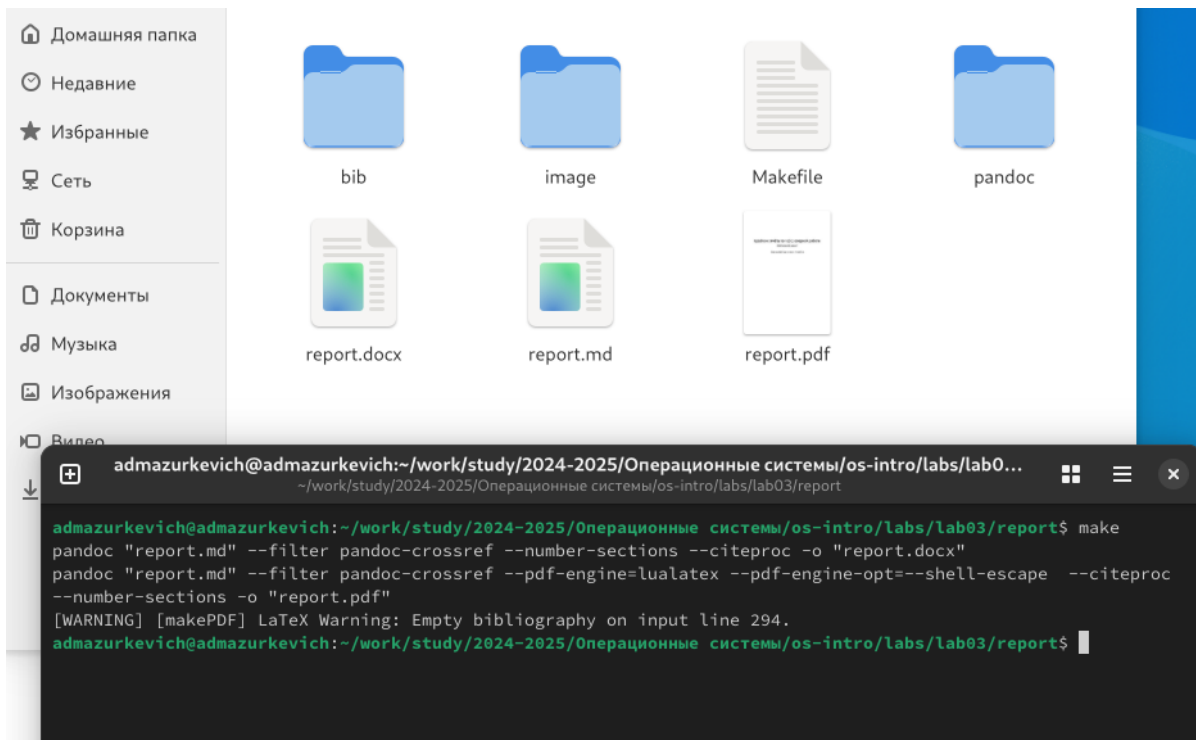 Домашняя папка
Недавние
Избранные
Сеть
Корзина
Документы
Музыка
Изображения
Видео
bib
image
Makefile
pandoc
report.docx
report.md
report.pdf
admazurkevich@admazurkevich:~/work/study/2024-2025/Операционные системы/os-intro/labs/lab0...
~/work/study/2024-2025/Операционные системы/os-intro/labs/lab03/report
admazurkevich@admazurkevich:~/work/study/2024-2025/Операционные системы/os-intro/labs/lab03/report$ make
pandoc "report.md" --filter pandoc-crossref --number-sections --citeproc -o "report.docx"
pandoc "report.md" --filter pandoc-crossref --pdf-engine=lualatex --pdf-engine-opt=--shell-escape  --citeproc
--number-sections -o "report.pdf"
[WARNING] [makePDF] LaTeX Warning: Empty bibliography on input line 294.
admazurkevich@admazurkevich:~/work/study/2024-2025/Операционные системы/os-intro/labs/lab03/report$